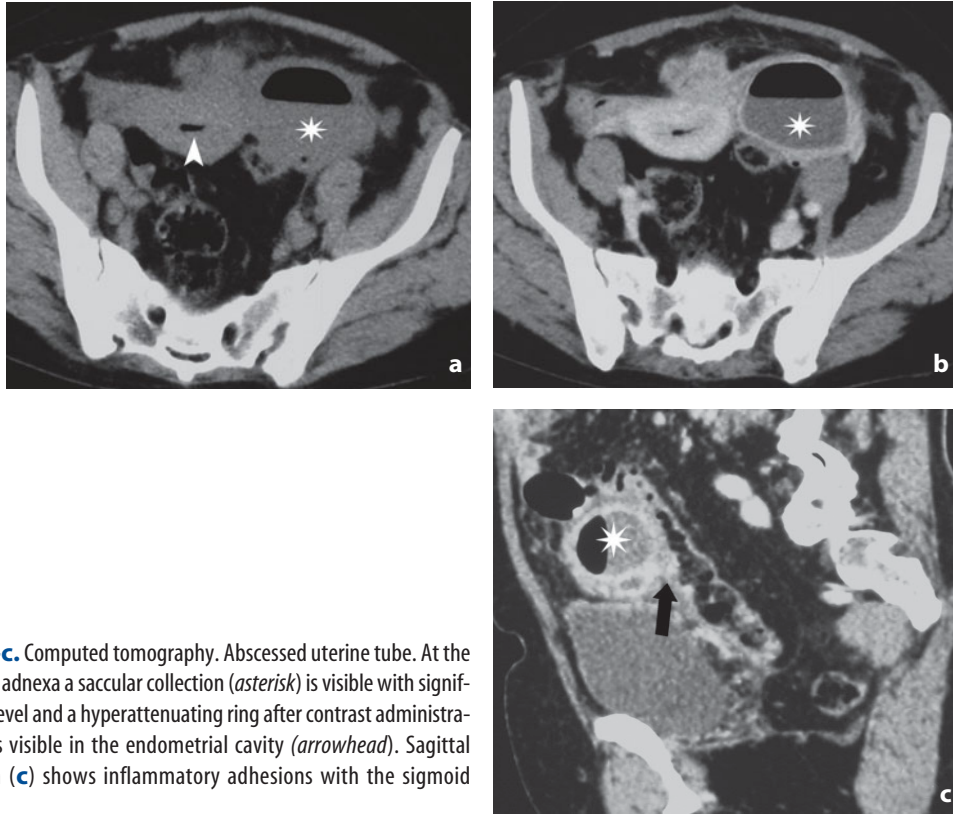 a
b
c. Computed tomography. Abscessed uterine tube. At the
adnexa a saccular collection (asterisk) is visible with signif-
evel and a hyperattenuating ring after contrast administra-
s visible in the endometrial cavity (arrowhead). Sagittal
(c) shows inflammatory adhesions with the sigmoid
c